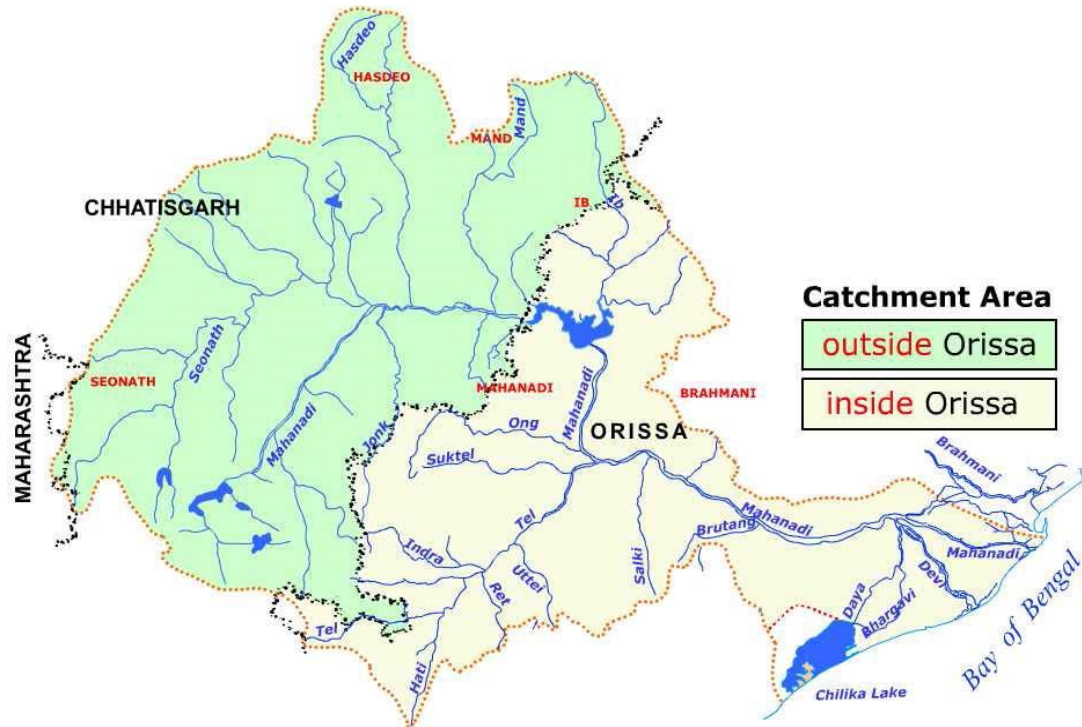 Hasdeo
HASDEO
Mand
MAND
CHHATISGARH
IB
Ib
Catchment Area
outside Orissa
inside Orissa
MAHARASHTRA
Seonath
SEONATH
MAHANADI
BRAHMANI
Mahanadi
Mahanadi
Jonk
Ong
ORISSA
Suktel
Brahmani
Tel
Mahanadi
Brutang
Mahanadi
Indra
Uttei
Salki
Devi
Ret
Daya
Bhargavi
Tel
Hati
Bay of Bengal
Chilika Lake